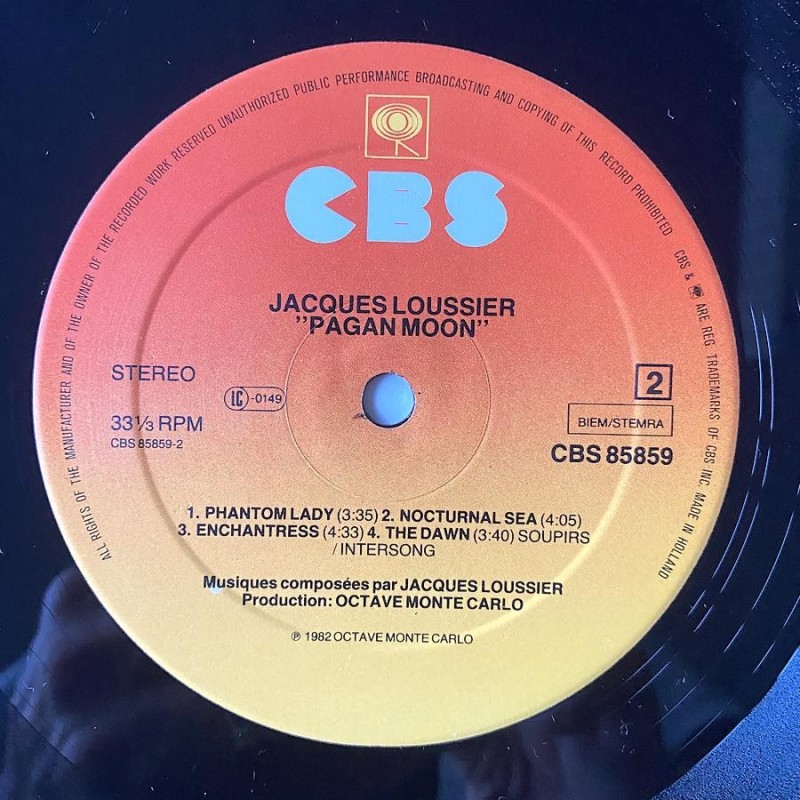 ALL RIGHTS OF THE MANUFACTURER AND OF THE OWNER OF THE RECORDED WORK RESERVED UNAUTHORIZED PUBLIC PERFORMANCE BROADCASTING AND COPYING OF THIS RECORD PROHIBITED CBS & ARE REG. TRADEMARKS OF CBS INC. MADE IN HOLLAND
CBS
JACQUES LOUSSIER
"PAGAN MOON"
STEREO
LC-0149
2
33 1/3 RPM
BIEM/STEMRA
CBS 85859-2
CBS 85859
1. PHANTOM LADY (3:35) 2. NOCTURNAL SEA (4:05)
3. ENCHANTRESS (4:33) 4. THE DAWN (3:40) SOUPIRS
/INTERSONG
Musiques composées par JACQUES LOUSSIER
Production: OCTAVE MONTE CARLO
℗ 1982 OCTAVE MONTE CARLO